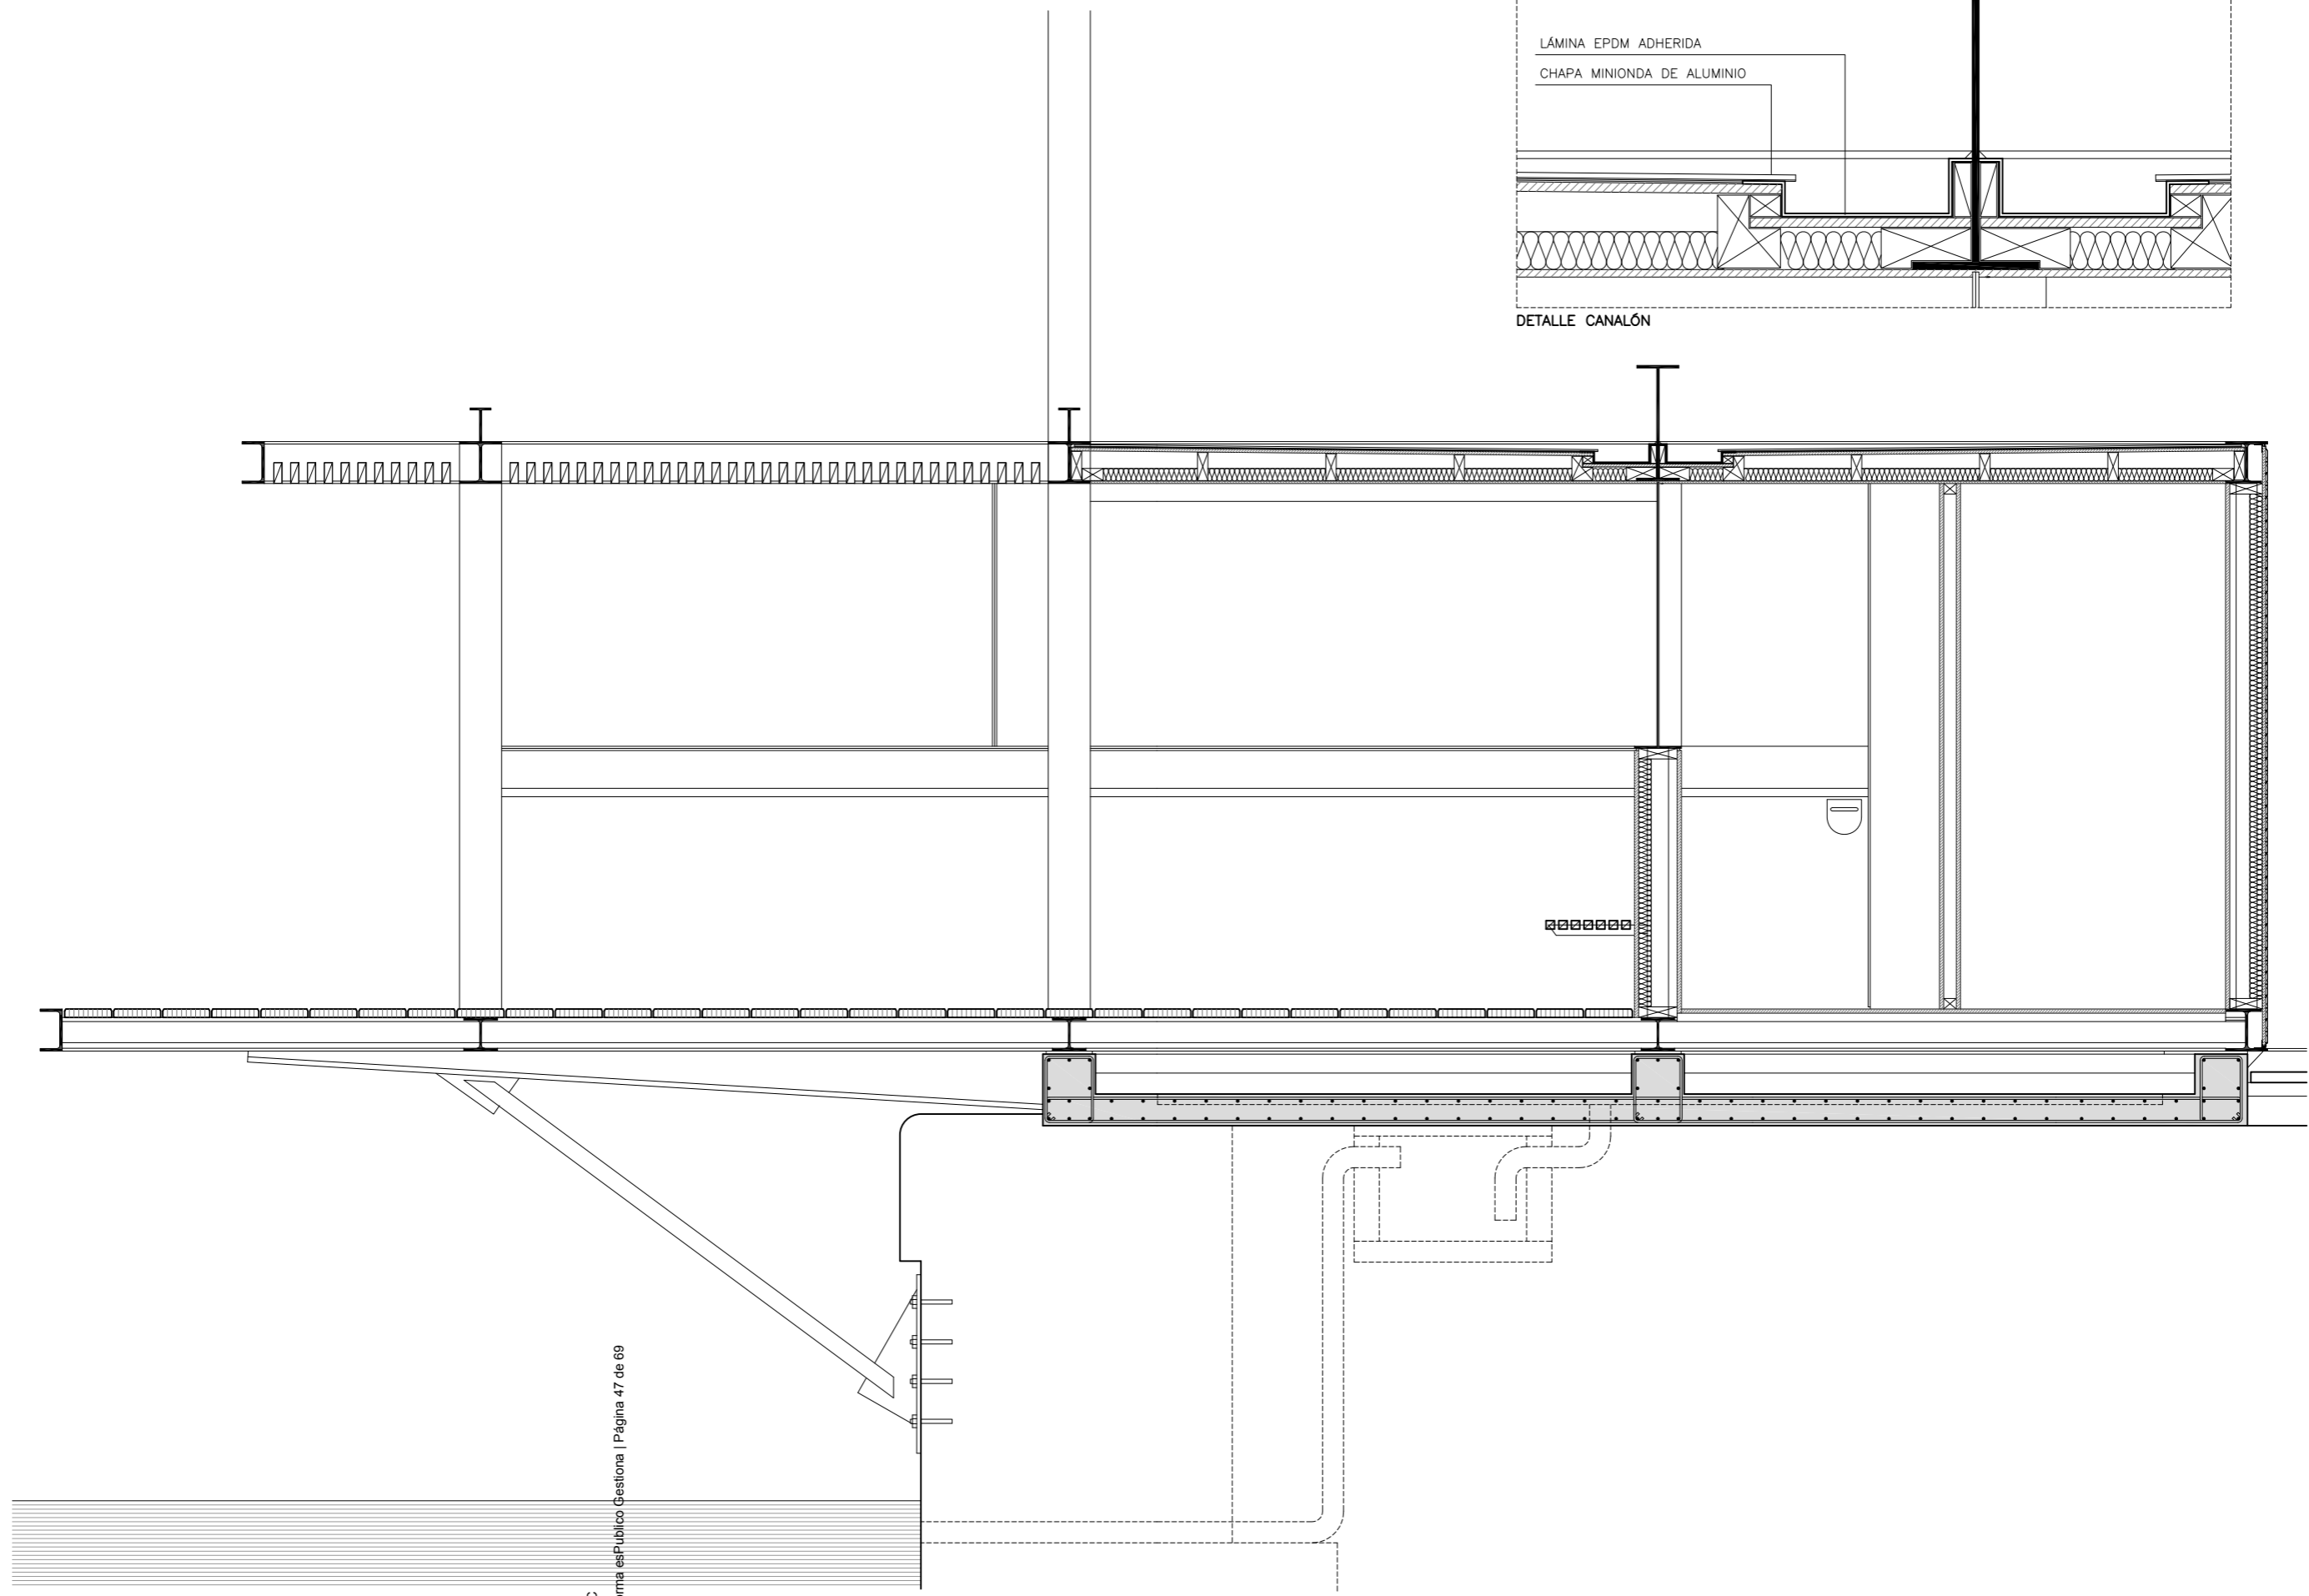 LÁMINA EPDM ADHERIDA
CHAPA MINIONDA DE ALUMINIO
DETALLE CANALÓN
esPublico Gestiona | Página 47 de 69